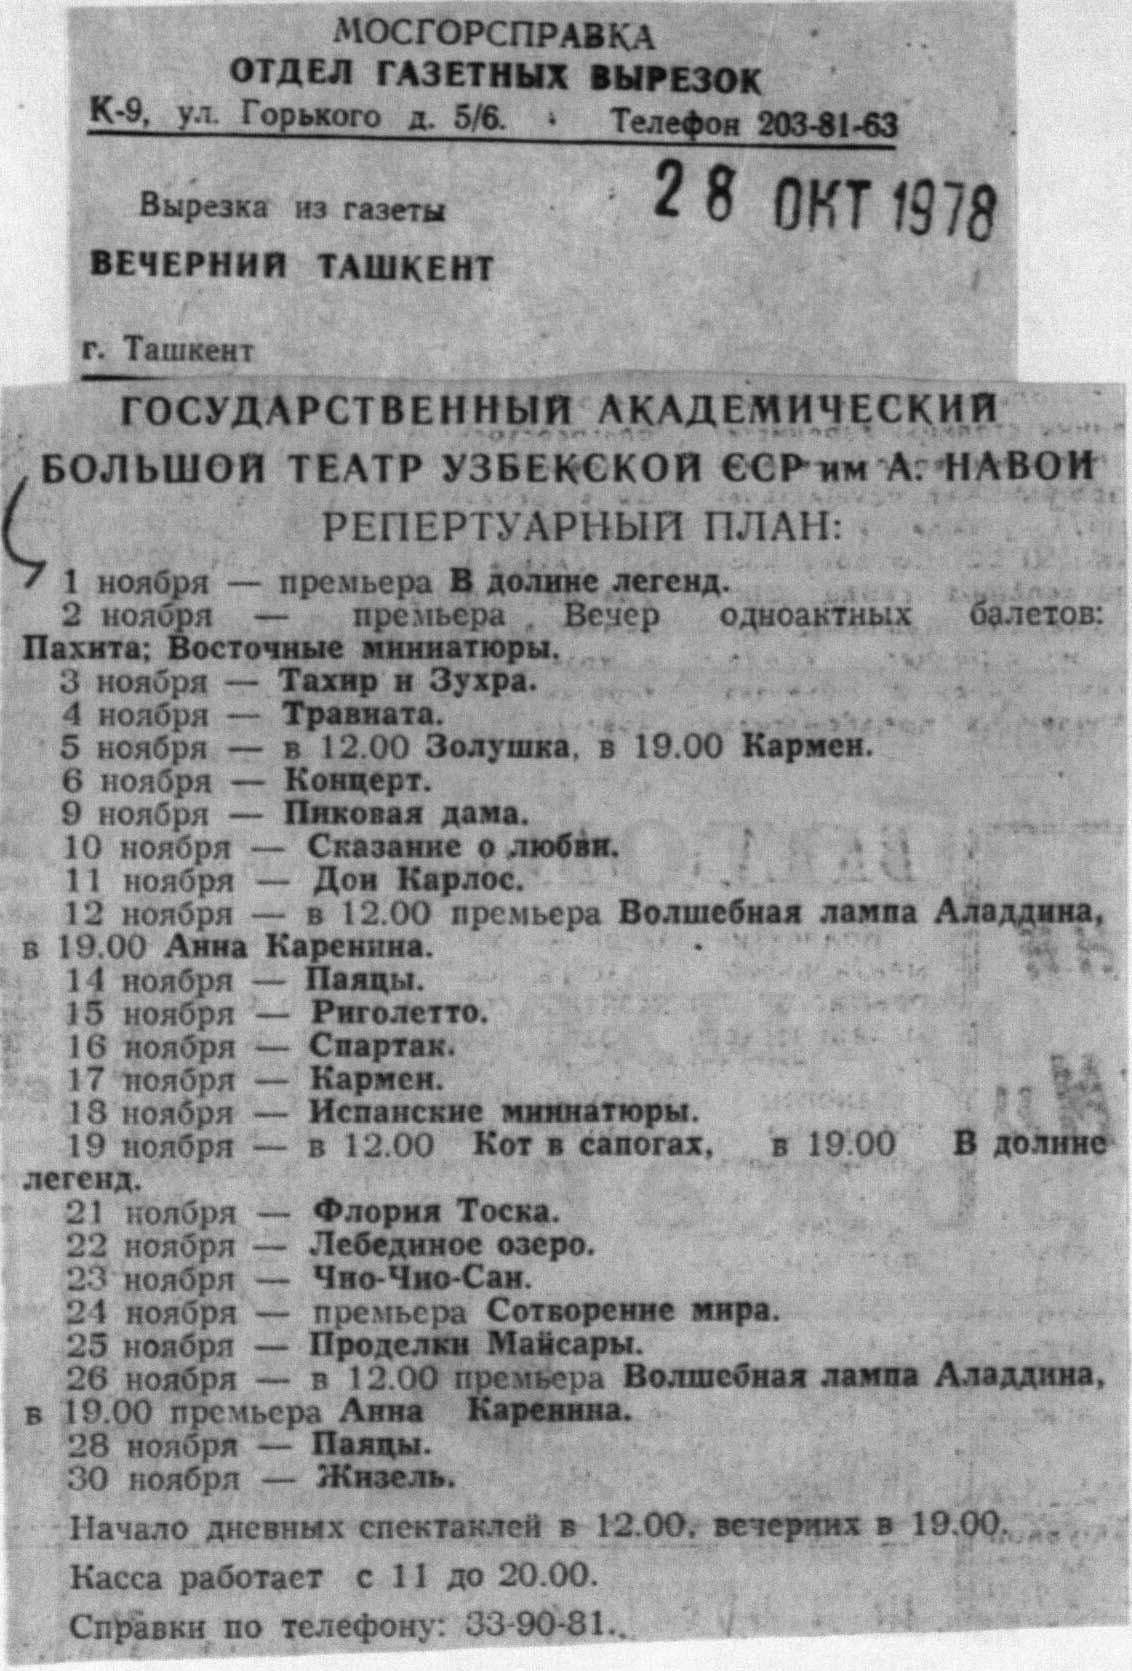 МОСГОРСПРАВКА
ОТДЕЛ ГАЗЕТНЫХ ВЫРЕЗОК
К-9, ул. Горького д. 5/6. Телефон 203-81-63
28 ОКТ 1978
Вырезка из газеты
ВЕЧЕРНИЙ ТАШКЕНТ
г. Ташкент
ГОСУДАРСТВЕННЫЙ АКАДЕМИЧЕСКИЙ
БОЛЬШОЙ ТЕАТР УЗБЕКСКОЙ ССР им А. НАВОИ
РЕПЕРТУАРНЫЙ ПЛАН:
1 ноября — премьера В долине легенд.
2 ноября — премьера Вечер одноактных балетов:
Пахита; Восточные миниатюры.
3 ноября — Тахир и Зухра.
4 ноября — Травиата.
5 ноября — в 12.00 Золушка, в 19.00 Кармен.
6 ноября — Концерт.
9 ноября — Пиковая дама.
10 ноября — Сказание о любви.
11 ноября — Дон Карлос.
12 ноября — в 12.00 премьера Волшебная лампа Аладдина,
в 19.00 Анна Каренина.
14 ноября — Паяцы.
15 ноября — Риголетто.
16 ноября — Спартак.
17 ноября — Кармен.
18 ноября — Испанские миниатюры.
19 ноября — в 12.00 Кот в сапогах, в 19.00 В долине
легенд.
21 ноября — Флория Тоска.
22 ноября — Лебединое озеро.
23 ноября — Чио-Чио-Сан.
24 ноября — премьера Сотворение мира.
25 ноября — Проделки Майсары.
26 ноября — в 12.00 премьера Волшебная лампа Аладдина,
в 19.00 премьера Анна Каренина.
28 ноября — Паяцы.
30 ноября — Жизель.
Начало дневных спектаклей в 12.00, вечерних в 19.00.
Касса работает с 11 до 20.00.
Справки по телефону: 33-90-81.